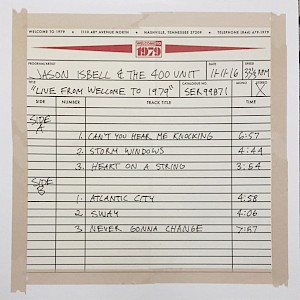 WELCOME TO 1979 • 1110 48th AVENUE NORTH • NASHVILLE, TENNESSEE 37209 • TELEPHONE
WELCOME TO
1979
PROGRAM/ARTIST DATE SPEED
JASON ISBELL & THE 400 UNIT 11-11-16 33⅓ RPM
TITLE CATALOGUE NO.
"LIVE FROM WELCOME TO 1979" SER99871 X
SIDE NUMBER TRACK TITLE TIME
SIDE A
1. CAN'T YOU HEAR ME KNOCKING 6:57
2. STORM WINDOWS 4:44
3. HEART ON A STRING 3:54
SIDE B
1. ATLANTIC CITY 4:58
2. SWAY 4:06
3 NEVER GONNA CHANGE 7:57